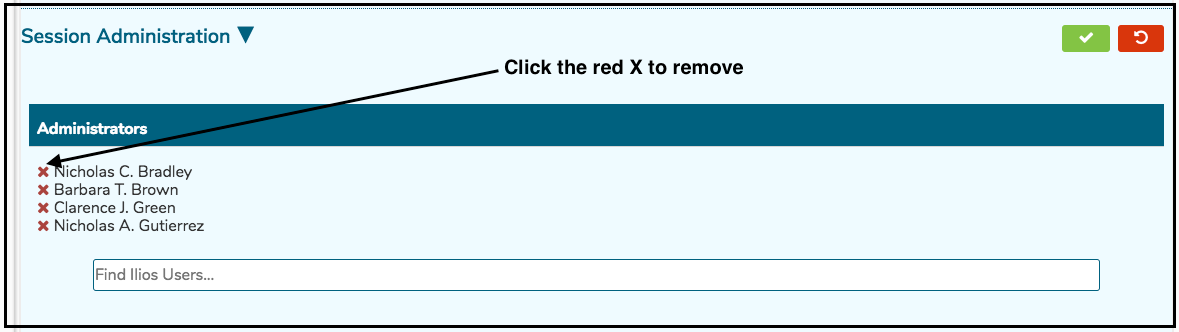 Session Administration
Click the red X to remove
Administrators
Nicholas C. Bradley
Barbara T. Brown
Clarence J. Green
Nicholas A. Gutierrez
Find Ilios Users...